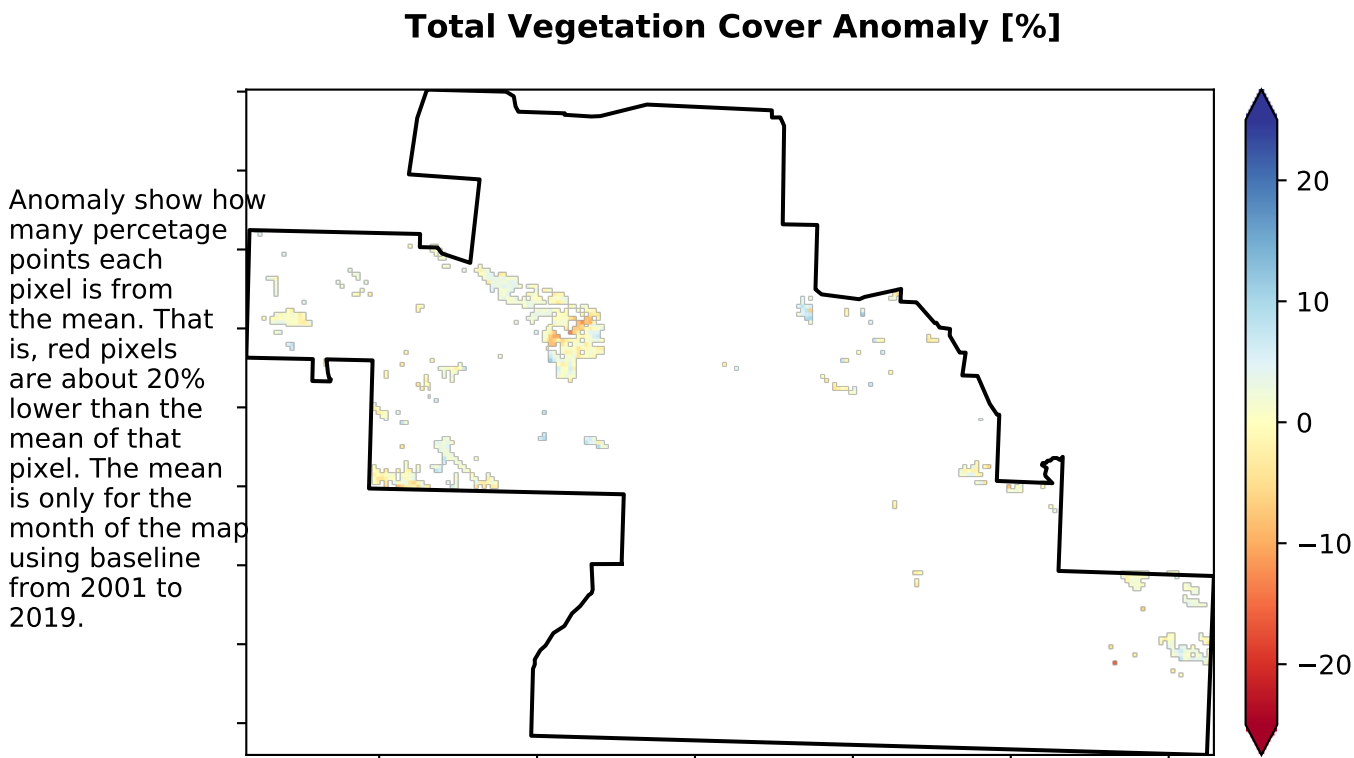 Total Vegetation Cover Anomaly [%]
Anomaly show how
many percetage
points each
pixel is from
the mean. That
is, red pixels
are about 20%
lower than the
mean of that
pixel. The mean
is only for the
month of the map
using baseline
from 2001 to
2019.
20
10
0
−10
−20